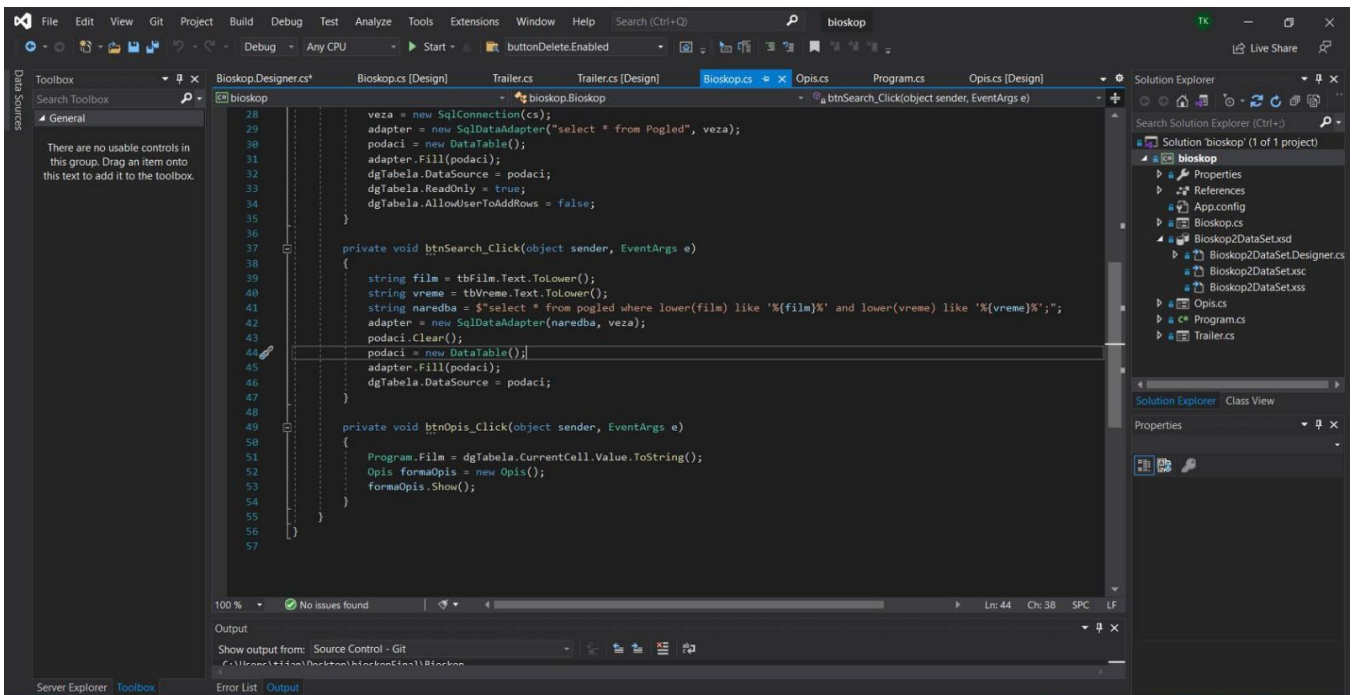 File Edit View Git Project Build Debug Test Analyze Tools Extensions Window Help Search (Ctrl+Q) bioskop TK
Debug Any CPU Start buttonDelete.Enabled Live Share
Data Sources
Toolbox
Search Toolbox
General
There are no usable controls in
this group. Drag an item onto
this text to add it to the toolbox.
Server Explorer Toolbox
Bioskop.Designer.cs* Bioskop.cs [Design] Trailer.cs Trailer.cs [Design] Bioskop.cs Opis.cs Program.cs Opis.cs [Design]
C# bioskop bioskop.Bioskop btnSearch_Click(object sender, EventArgs e)
28 veza = new SqlConnection(cs);
29 adapter = new SqlDataAdapter("select * from Pogled", veza);
30 podaci = new DataTable();
31 adapter.Fill(podaci);
32 dgTabela.DataSource = podaci;
33 dgTabela.ReadOnly = true;
34 dgTabela.AllowUserToAddRows = false;
35 }
36
37 private void btnSearch_Click(object sender, EventArgs e)
38 {
39 string film = tbFilm.Text.ToLower();
40 string vreme = tbVreme.Text.ToLower();
41 string naredba = $"select * from pogled where lower(film) like '%{film}%' and lower(vreme) like '%{vreme}%';";
42 adapter = new SqlDataAdapter(naredba, veza);
43 podaci.Clear();
44 podaci = new DataTable();
45 adapter.Fill(podaci);
46 dgTabela.DataSource = podaci;
47 }
48
49 private void btnOpis_Click(object sender, EventArgs e)
50 {
51 Program.Film = dgTabela.CurrentCell.Value.ToString();
52 Opis formaOpis = new Opis();
53 formaOpis.Show();
54 }
55 }
56 }
57
100 % No issues found Ln: 44 Ch: 38 SPC LF
Output
Show output from: Source Control - Git
C:\Users\tijan\Desktop\bioskopFinal\Bioskop
Error List Output
Solution Explorer
Search Solution Explorer (Ctrl+;)
Solution 'bioskop' (1 of 1 project)
C# bioskop
Properties
References
App.config
Bioskop.cs
Bioskop2DataSet.xsd
Bioskop2DataSet.Designer.cs
Bioskop2DataSet.xsc
Bioskop2DataSet.xss
Opis.cs
C# Program.cs
Trailer.cs
Solution Explorer Class View
Properties